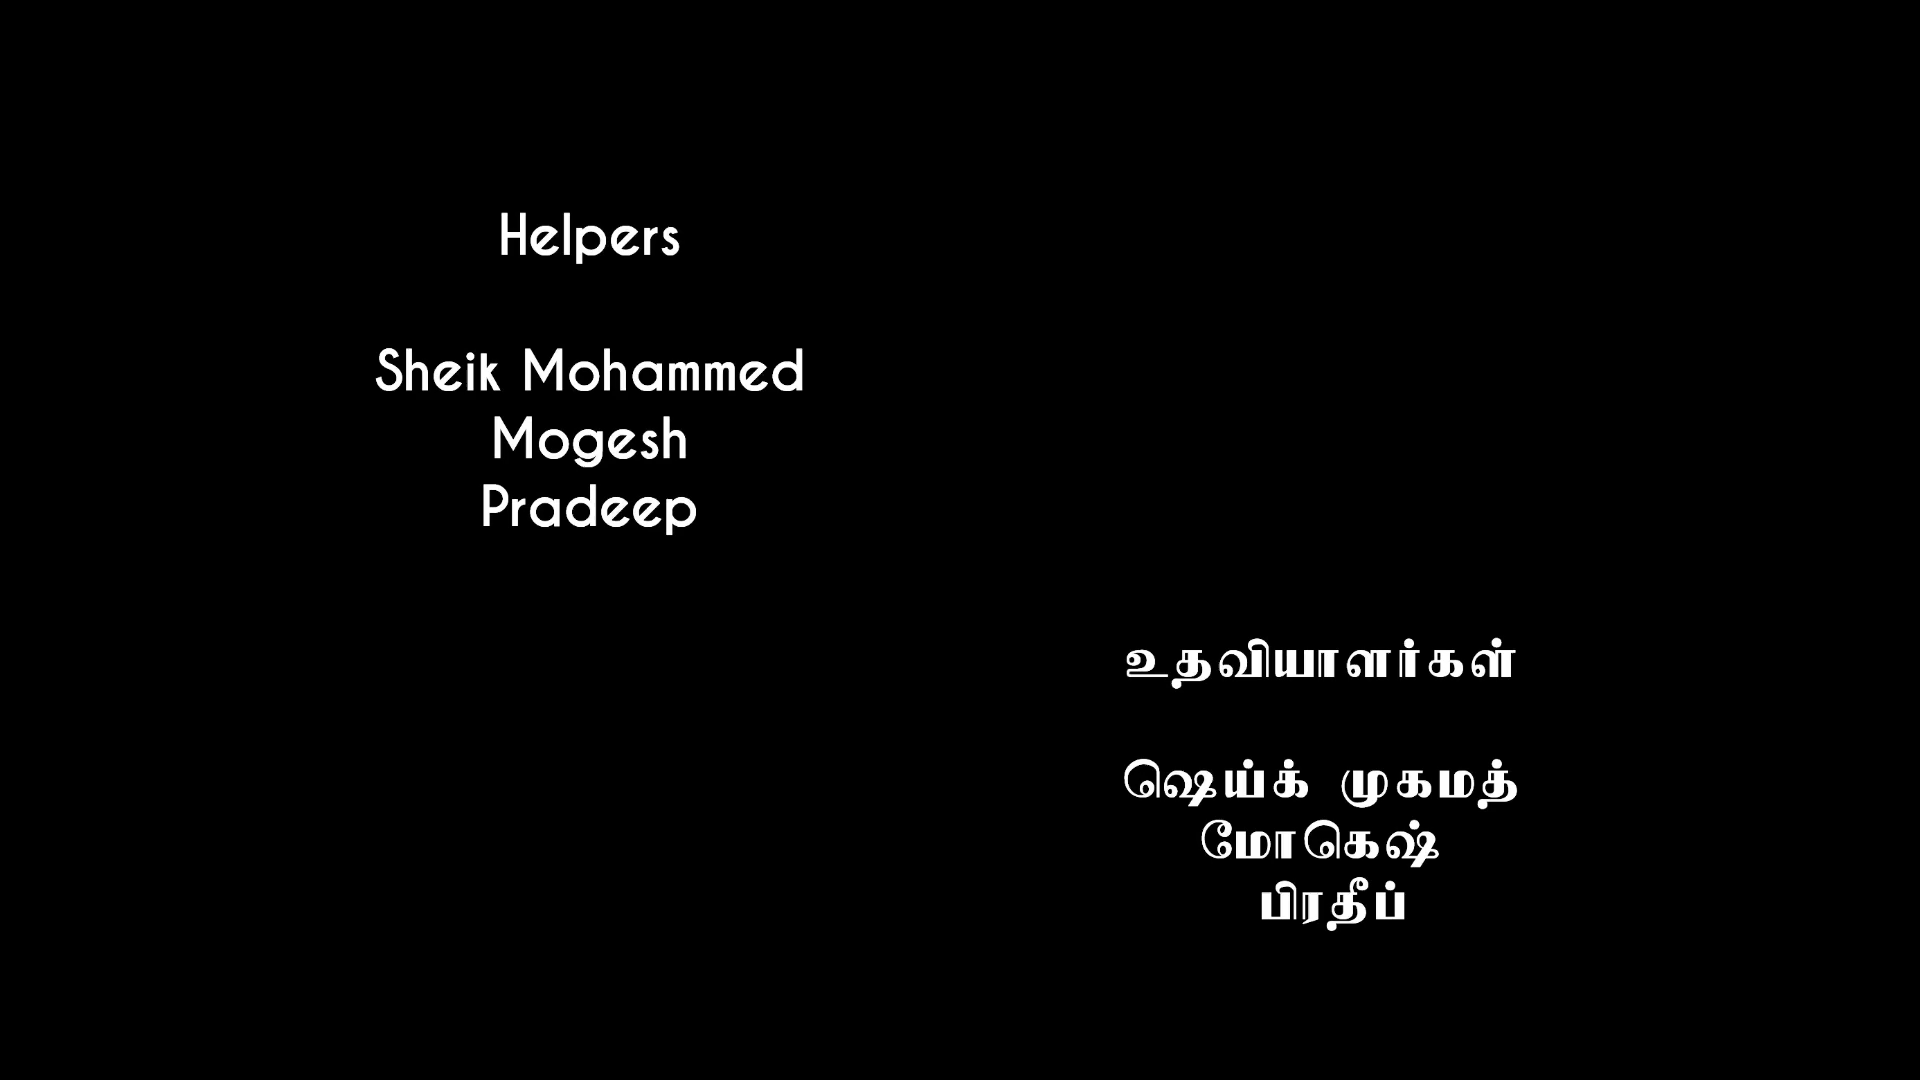 Helpers
Sheik Mohammed
Mogesh
Pradeep
உதவியாளர்கள்
ஷெய்க் முகமத்
மோகெஷ்
பிரதீப்